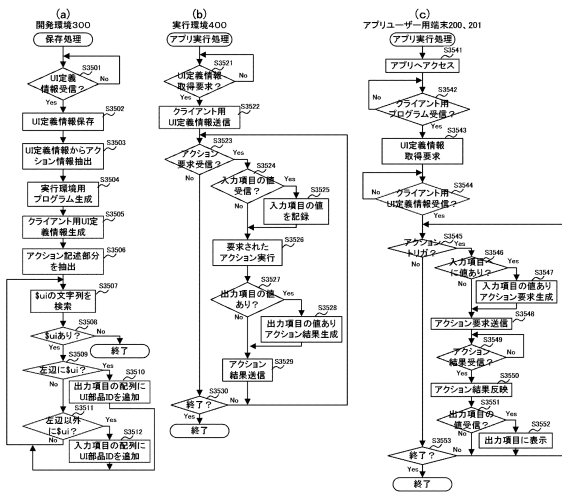 (a)
開発環境300
保存処理
S3501
UI定義
情報受信？
No
Yes
S3502
UI定義情報保存
S3503
UI定義情報からアク
ション情報抽出
S3504
実行環境用
プログラム生成
S3505
クライアント用UI定
義情報生成
S3506
アクション記述部分
を抽出
S3507
$uiの文字列を
検索
S3508
$uiあり？
No
Yes
終了
S3509
左辺に$ui？
Yes
No
S3510
出力項目の配列に
UI部品IDを追加
S3511
左辺以外
に$ui？
Yes
No
S3512
入力項目の配列に
UI部品IDを追加
(b)
実行環境400
アプリ実行処理
S3521
UI定義情報
取得要求？
No
Yes
S3522
クライアント用
UI定義情報送信
S3523
アクション
要求受信？
Yes
No
S3524
入力項目の値
受信？
Yes
No
S3525
入力項目の値
を記録
S3526
要求された
アクション実行
S3527
出力項目の値
あり？
Yes
No
S3528
出力項目の値あり
アクション結果生成
S3529
アクション
結果送信
S3530
終了？
No
Yes
終了
(c)
アプリユーザー用端末200、201
アプリ実行処理
S3541
アプリへアクセス
S3542
クライアント用
プログラム受信？
No
Yes
S3543
UI定義情報
取得要求
S3544
クライアント用
UI定義情報受信？
No
Yes
S3545
アクション
トリガ？
Yes
No
S3546
入力項目へ
に値あり？
Yes
No
S3547
入力項目の値あり
アクション要求生成
S3548
アクション要求送信
S3549
アクション
結果受信？
No
Yes
S3550
アクション結果反映
S3551
出力項目の
値受信？
Yes
No
S3552
出力項目に表示
S3553
終了？
No
Yes
終了